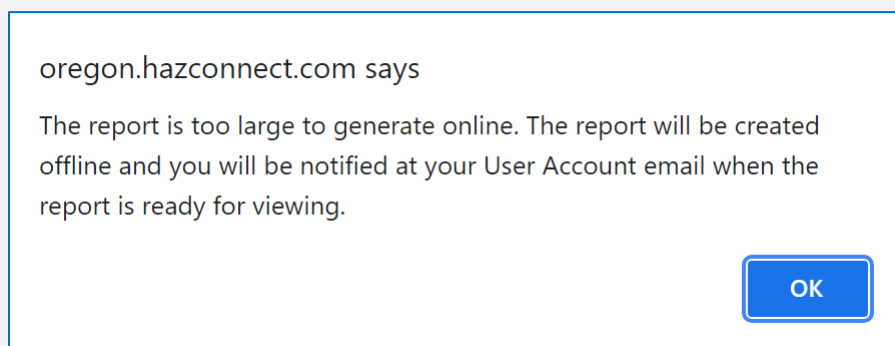 oregon.hazconnect.com says
The report is too large to generate online. The report will be created
offline and you will be notified at your User Account email when the
report is ready for viewing.
OK